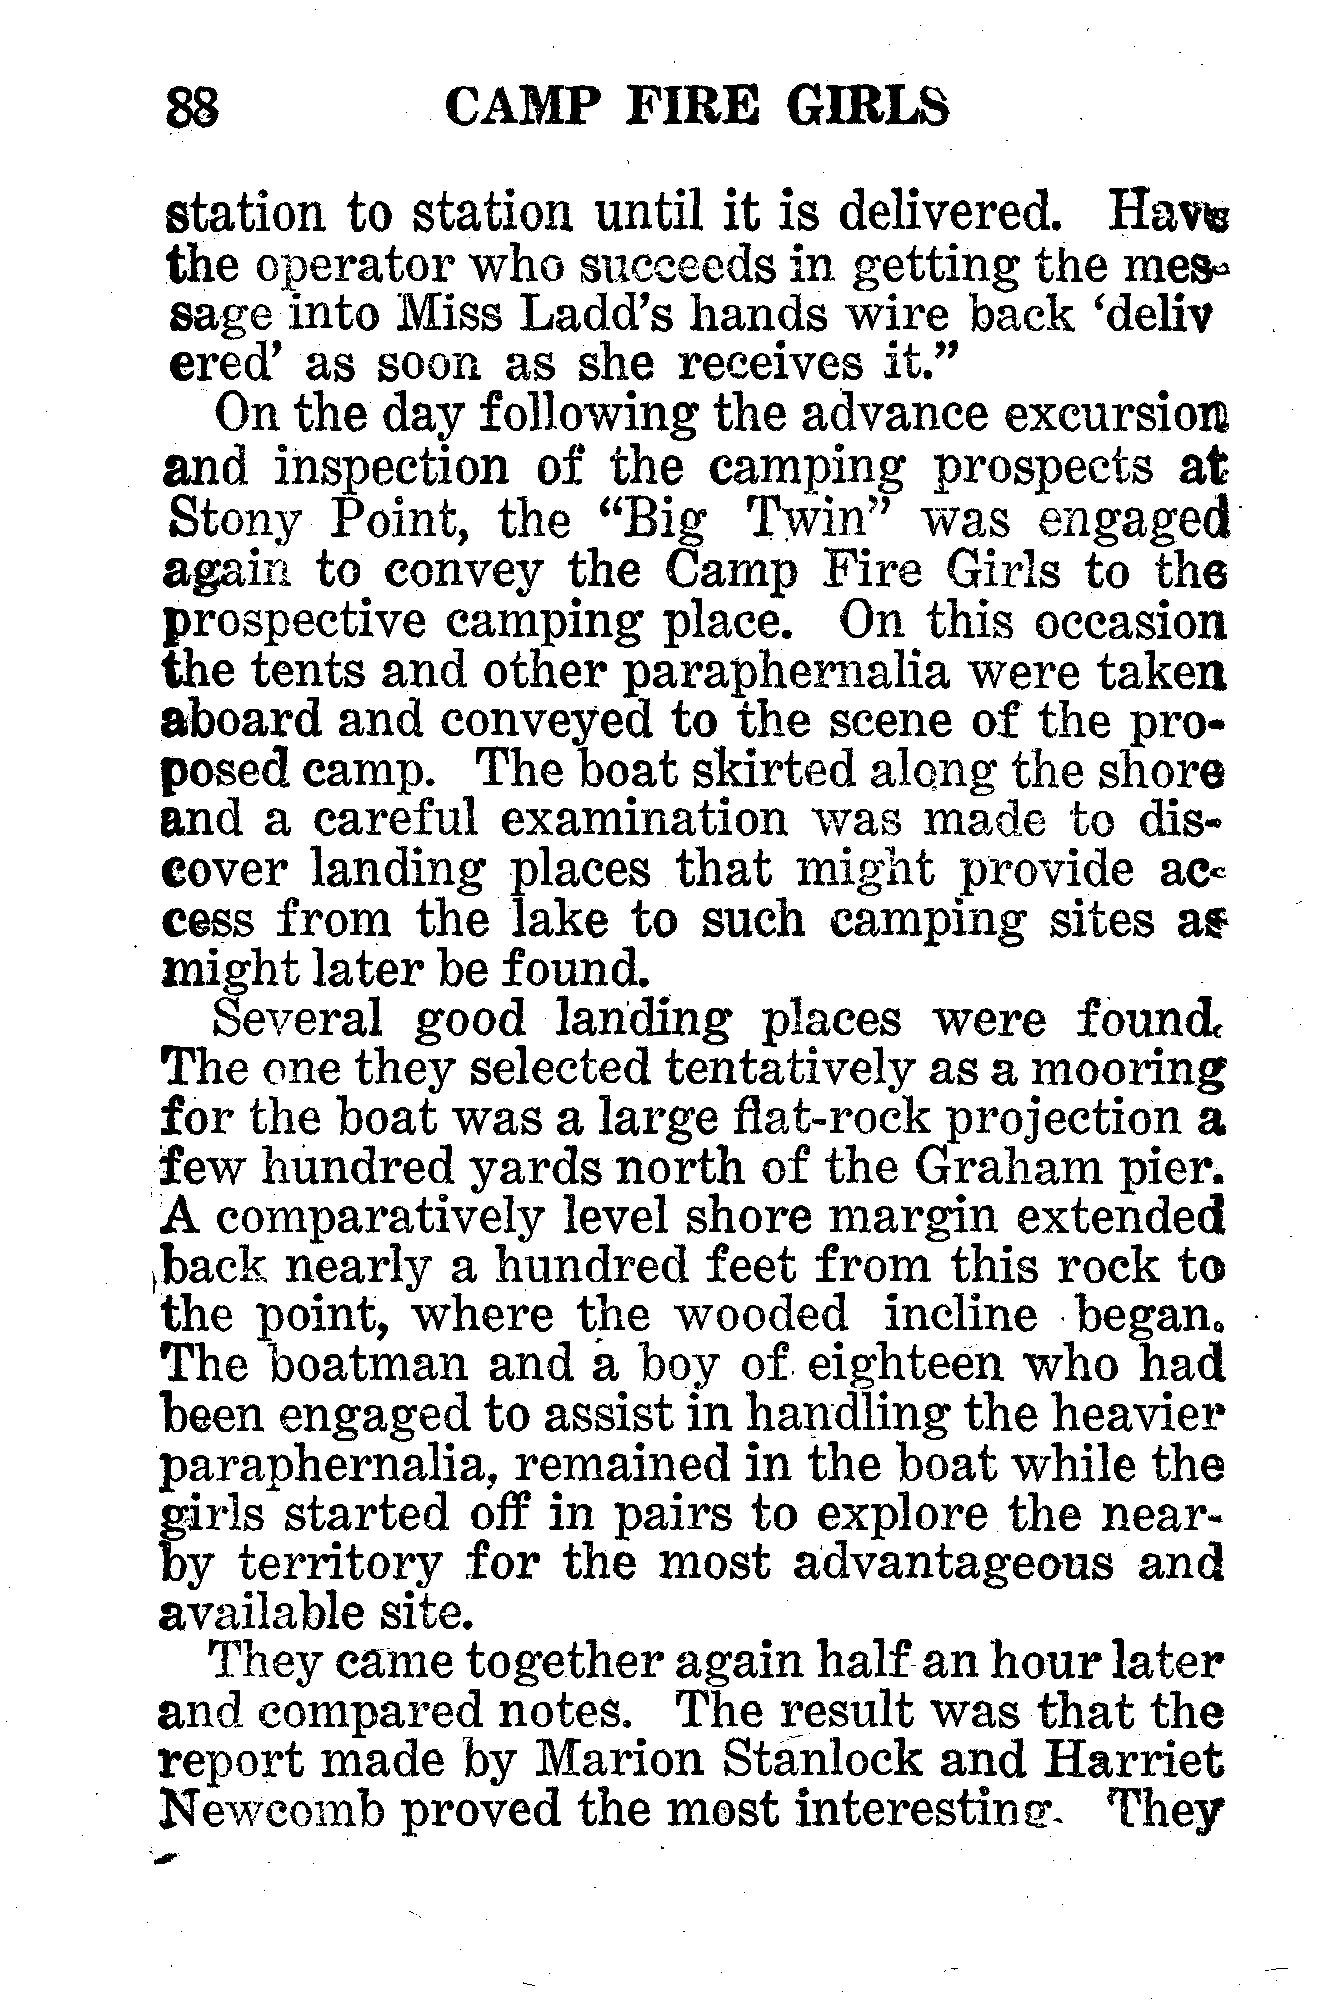 88 CAMP FIRE GIRLS
station to station until it is delivered. Have
the operator who succeeds in getting the mes-
sage into Miss Ladd's hands wire back 'deliv
ered' as soon as she receives it."
On the day following the advance excursion
and inspection of the camping prospects at
Stony Point, the "Big Twin" was engaged
again to convey the Camp Fire Girls to the
prospective camping place. On this occasion
the tents and other paraphernalia were taken
aboard and conveyed to the scene of the pro-
posed camp. The boat skirted along the shore
and a careful examination was made to dis-
cover landing places that might provide ac-
cess from the lake to such camping sites as
might later be found.
Several good landing places were found.
The one they selected tentatively as a mooring
for the boat was a large flat-rock projection a
few hundred yards north of the Graham pier.
A comparatively level shore margin extended
back nearly a hundred feet from this rock to
the point, where the wooded incline began.
The boatman and a boy of eighteen who had
been engaged to assist in handling the heavier
paraphernalia, remained in the boat while the
girls started off in pairs to explore the near-
by territory for the most advantageous and
available site.
They came together again half an hour later
and compared notes. The result was that the
report made by Marion Stanlock and Harriet
Newcomb proved the most interesting. They